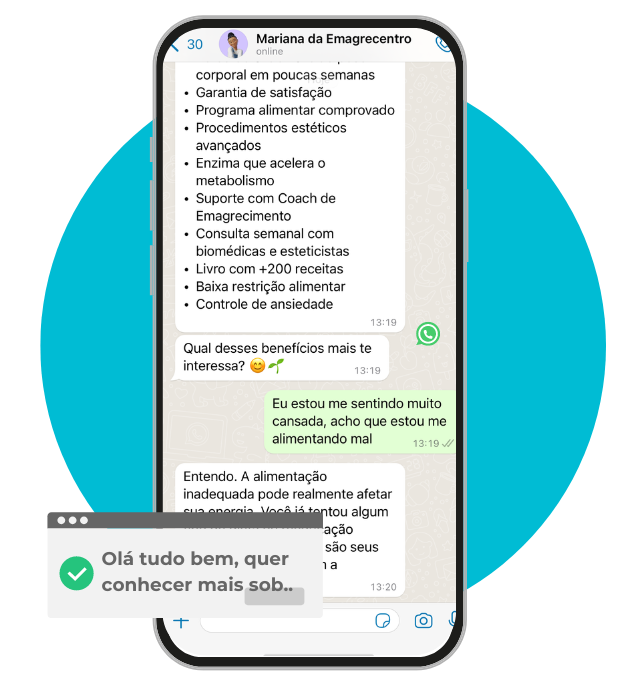 30
Mariana da Emagrecentro
online
corporal em poucas semanas
• Garantia de satisfação
• Programa alimentar comprovado
• Procedimentos estéticos
avançados
• Enzima que acelera o
metabolismo
• Suporte com Coach de
Emagrecimento
• Consulta semanal com
biomédicas e esteticistas
• Livro com +200 receitas
• Baixa restrição alimentar
• Controle de ansiedade
13:19
Qual desses benefícios mais te
interessa? 😊🌱
13:19
Eu estou me sentindo muito
cansada, acho que estou me
alimentando mal
13:19
Entendo. A alimentação
inadequada pode realmente afetar
sua energia. Você já tentou algum
são seus
a
13:20
Olá tudo bem, quer
conhecer mais sob..